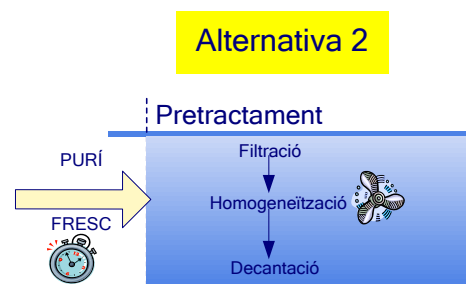 Alternativa 2
Pretractament
Filtració
PURÍ
Homogeneïtzació
FRESC
Decantació